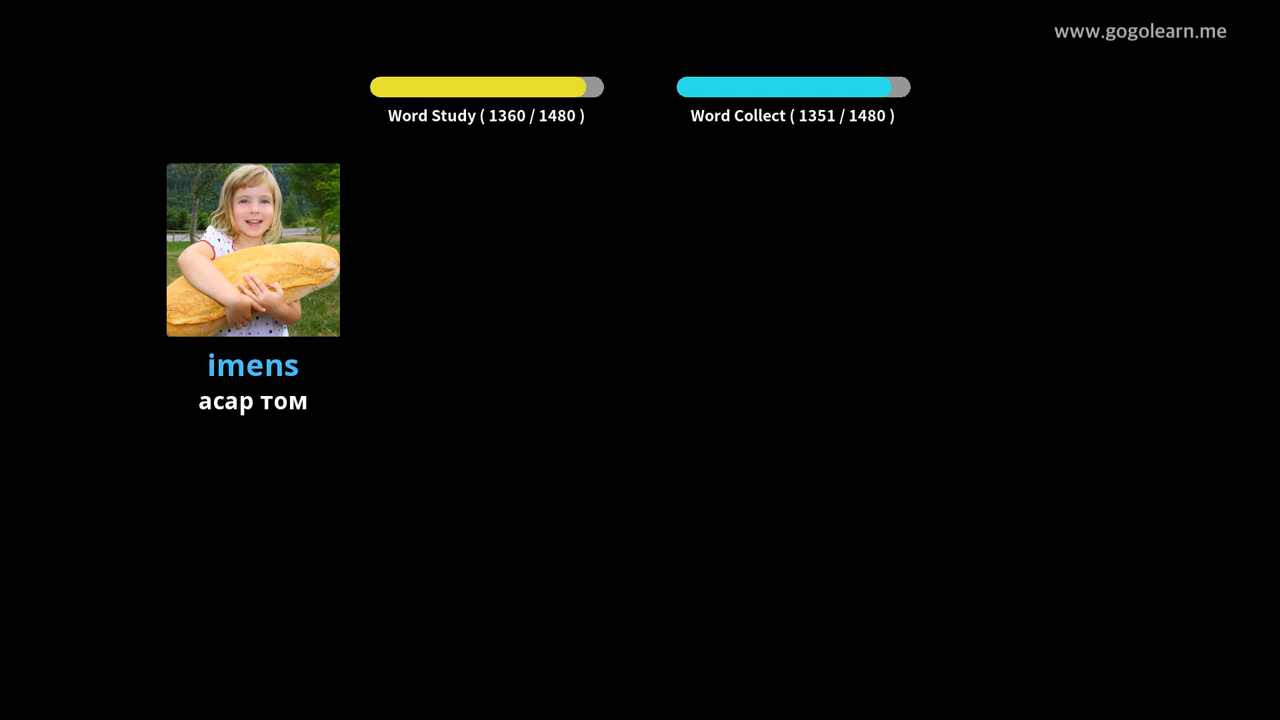 www.gogolearn.me
Word Study ( 1360 / 1480 )
Word Collect ( 1351 / 1480 )
imens
асар том